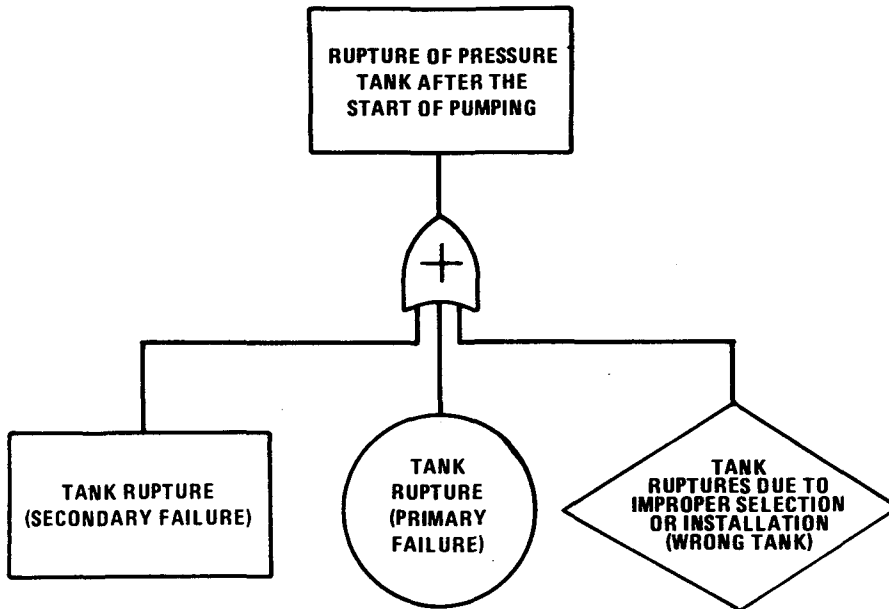 RUPTURE OF PRESSURE
TANK AFTER THE
START OF PUMPING
TANK RUPTURE
(SECONDARY FAILURE)
TANK
RUPTURE
(PRIMARY
FAILURE)
TANK
RUPTURES DUE TO
IMPROPER SELECTION
OR INSTALLATION
(WRONG TANK)